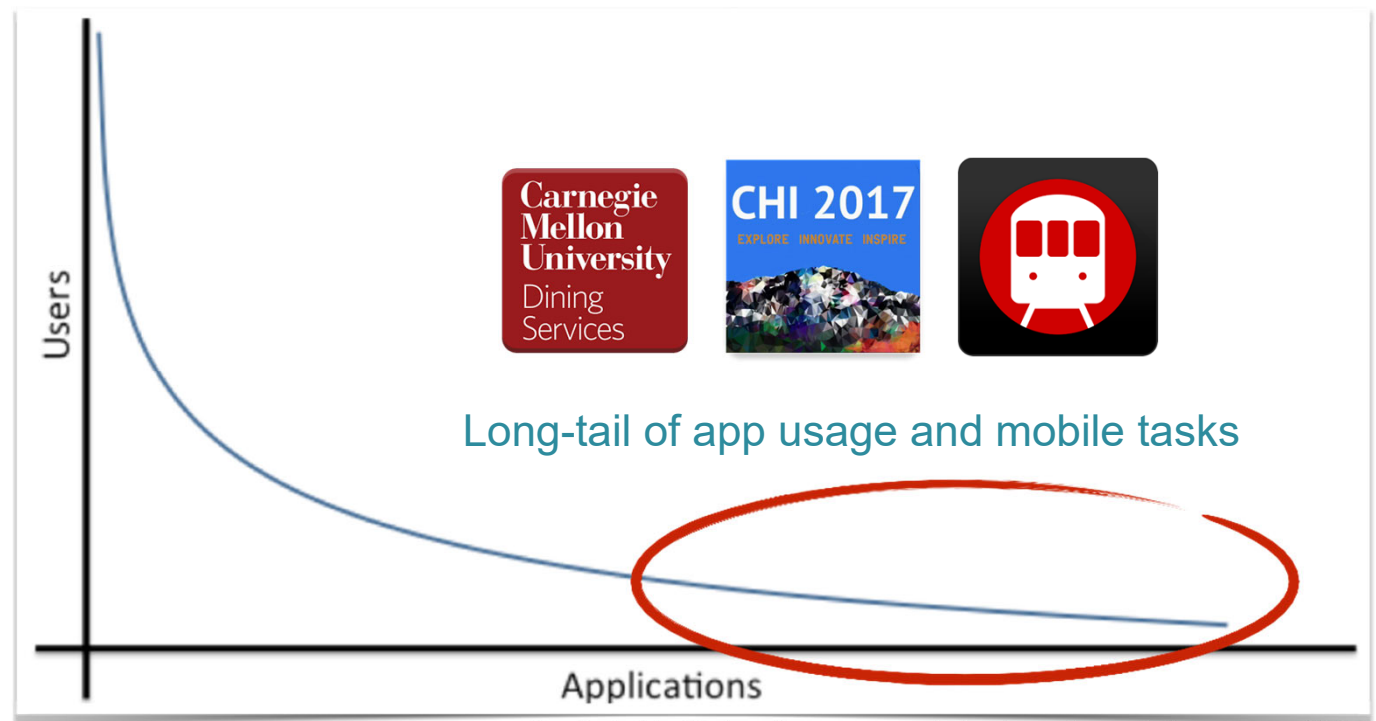 Users
Carnegie
Mellon
University
Dining
Services
CHI 2017
EXPLORE INNOVATE INSPIRE
Long-tail of app usage and mobile tasks
Applications